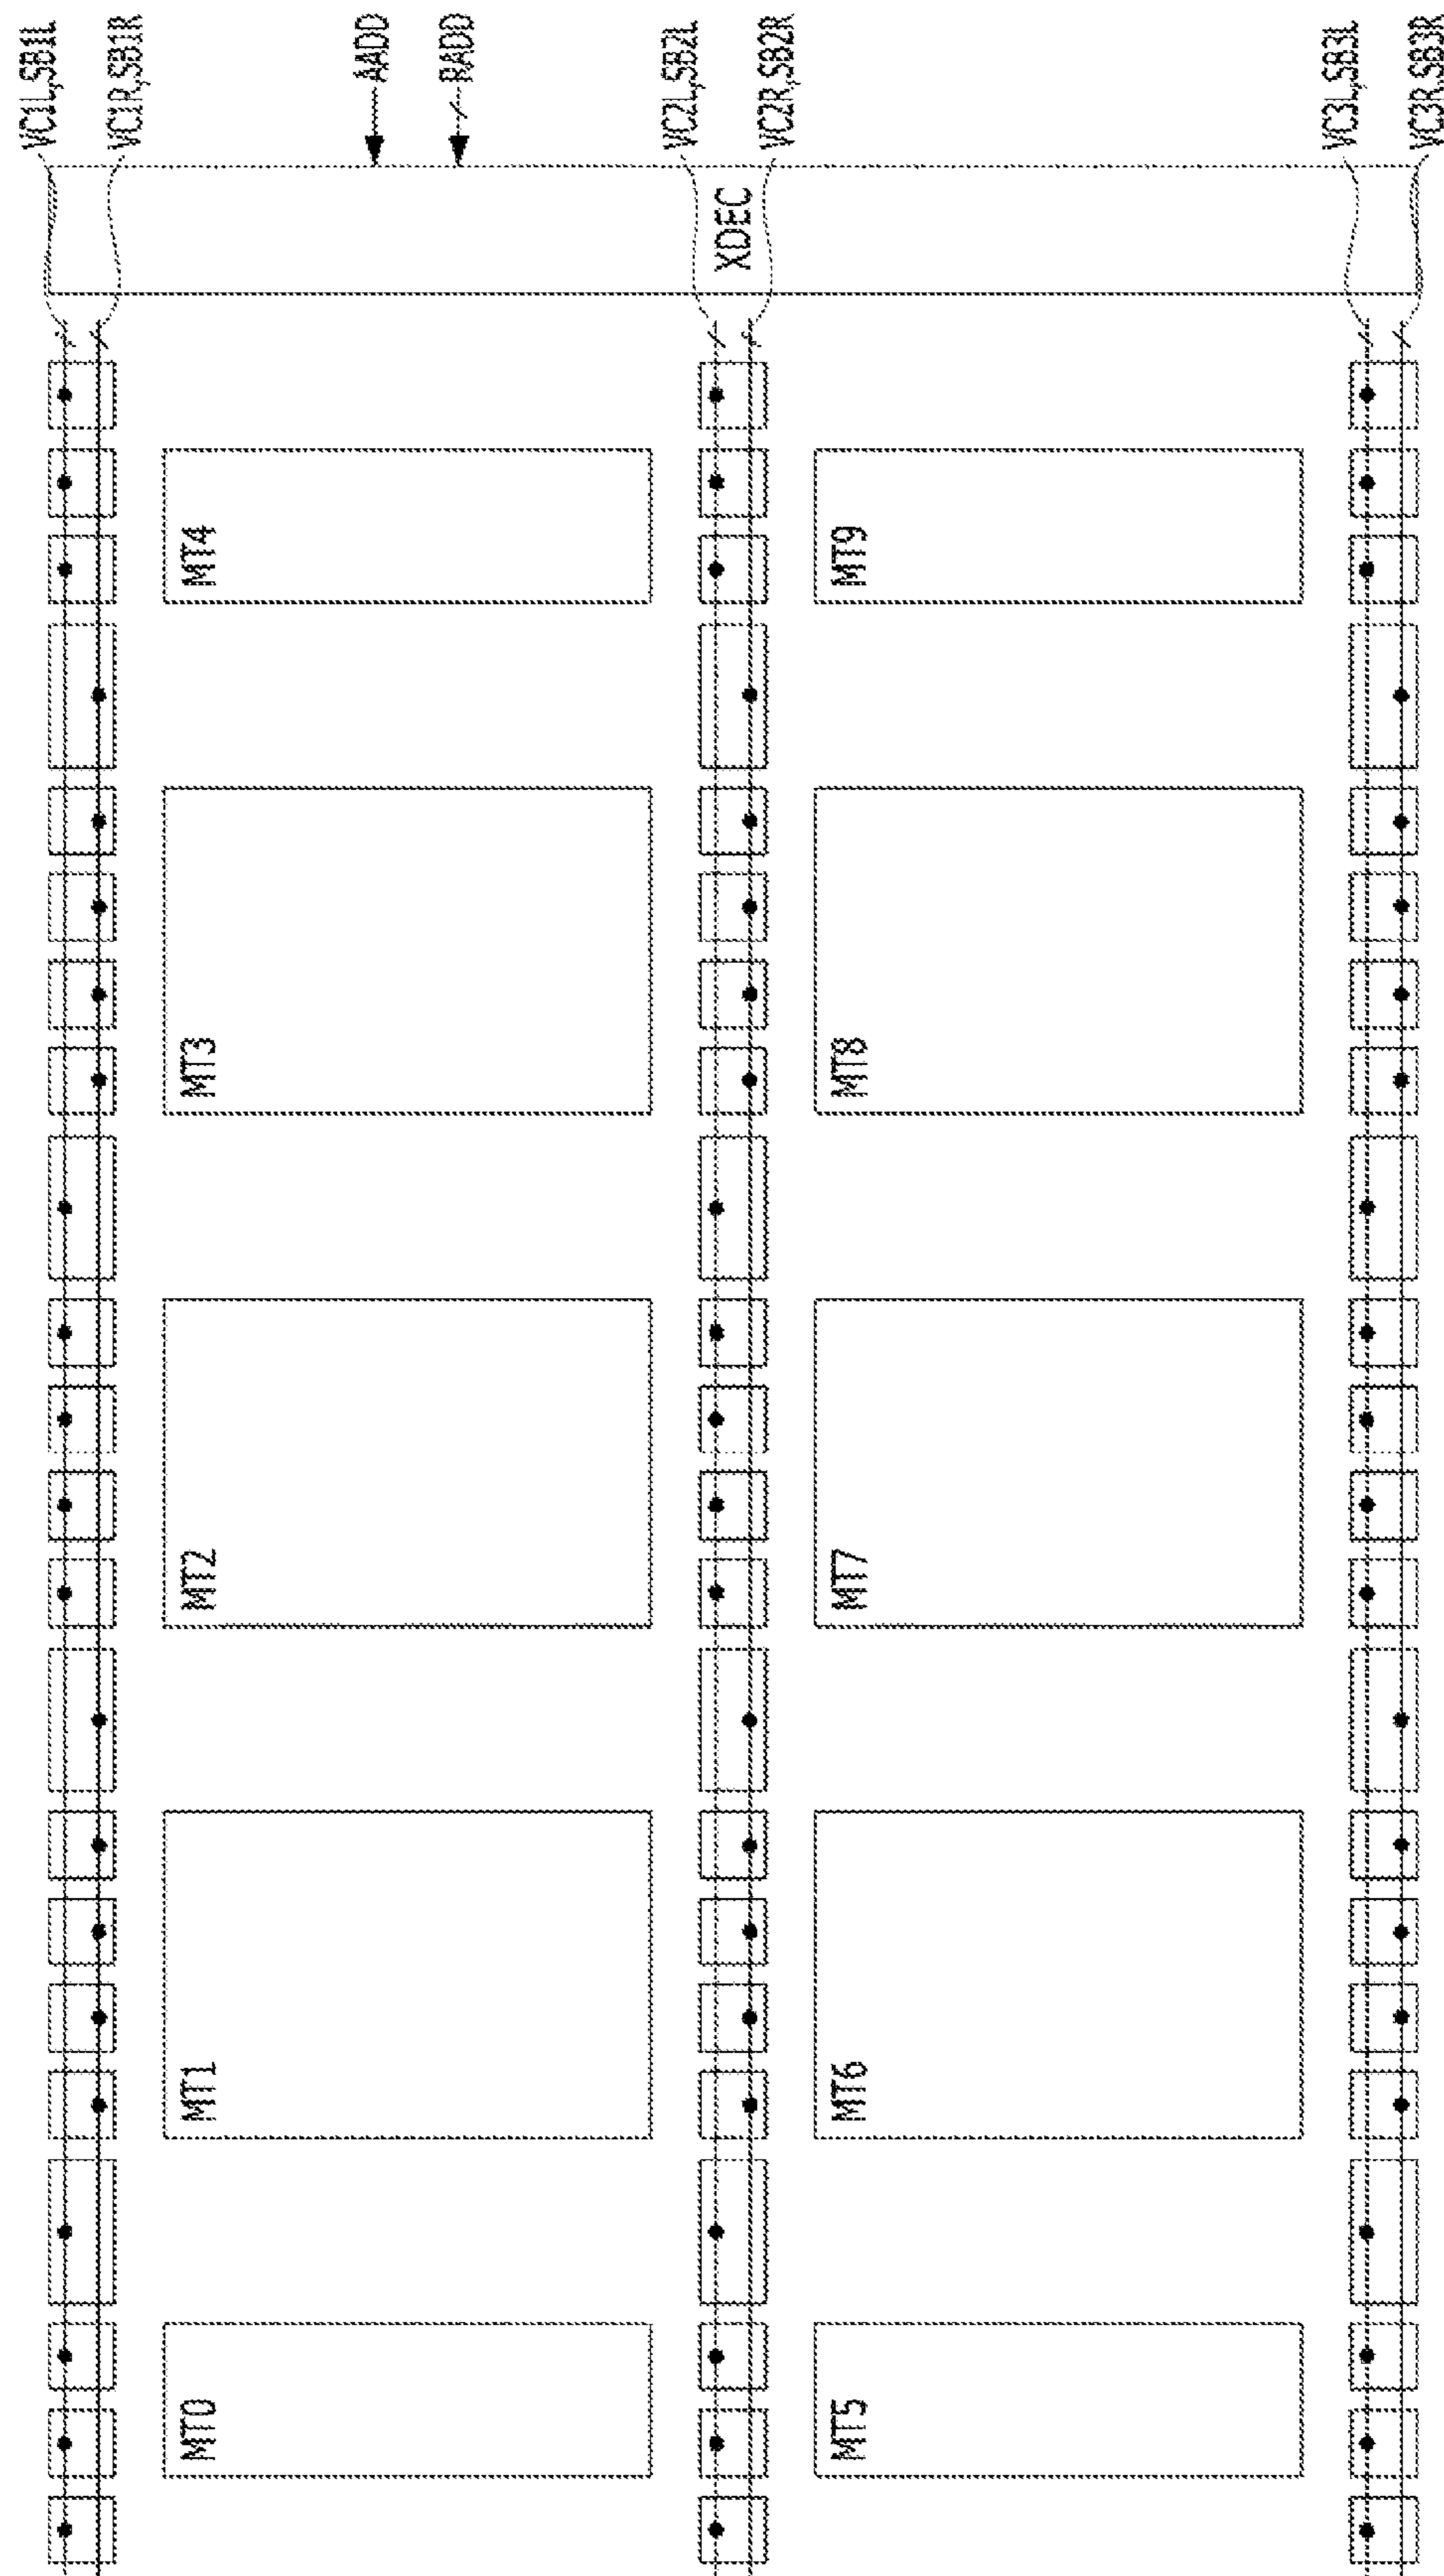 VC1L,SB1L
VC1R,SB1R
AADD
RADD
VC2L,SB2L
VC2R,SB2R
VC3L,SB3L
VC3R,SB3R
XDEC
MT4
MT9
MT3
MT8
MT2
MT7
MT1
MT6
MT0
MT5